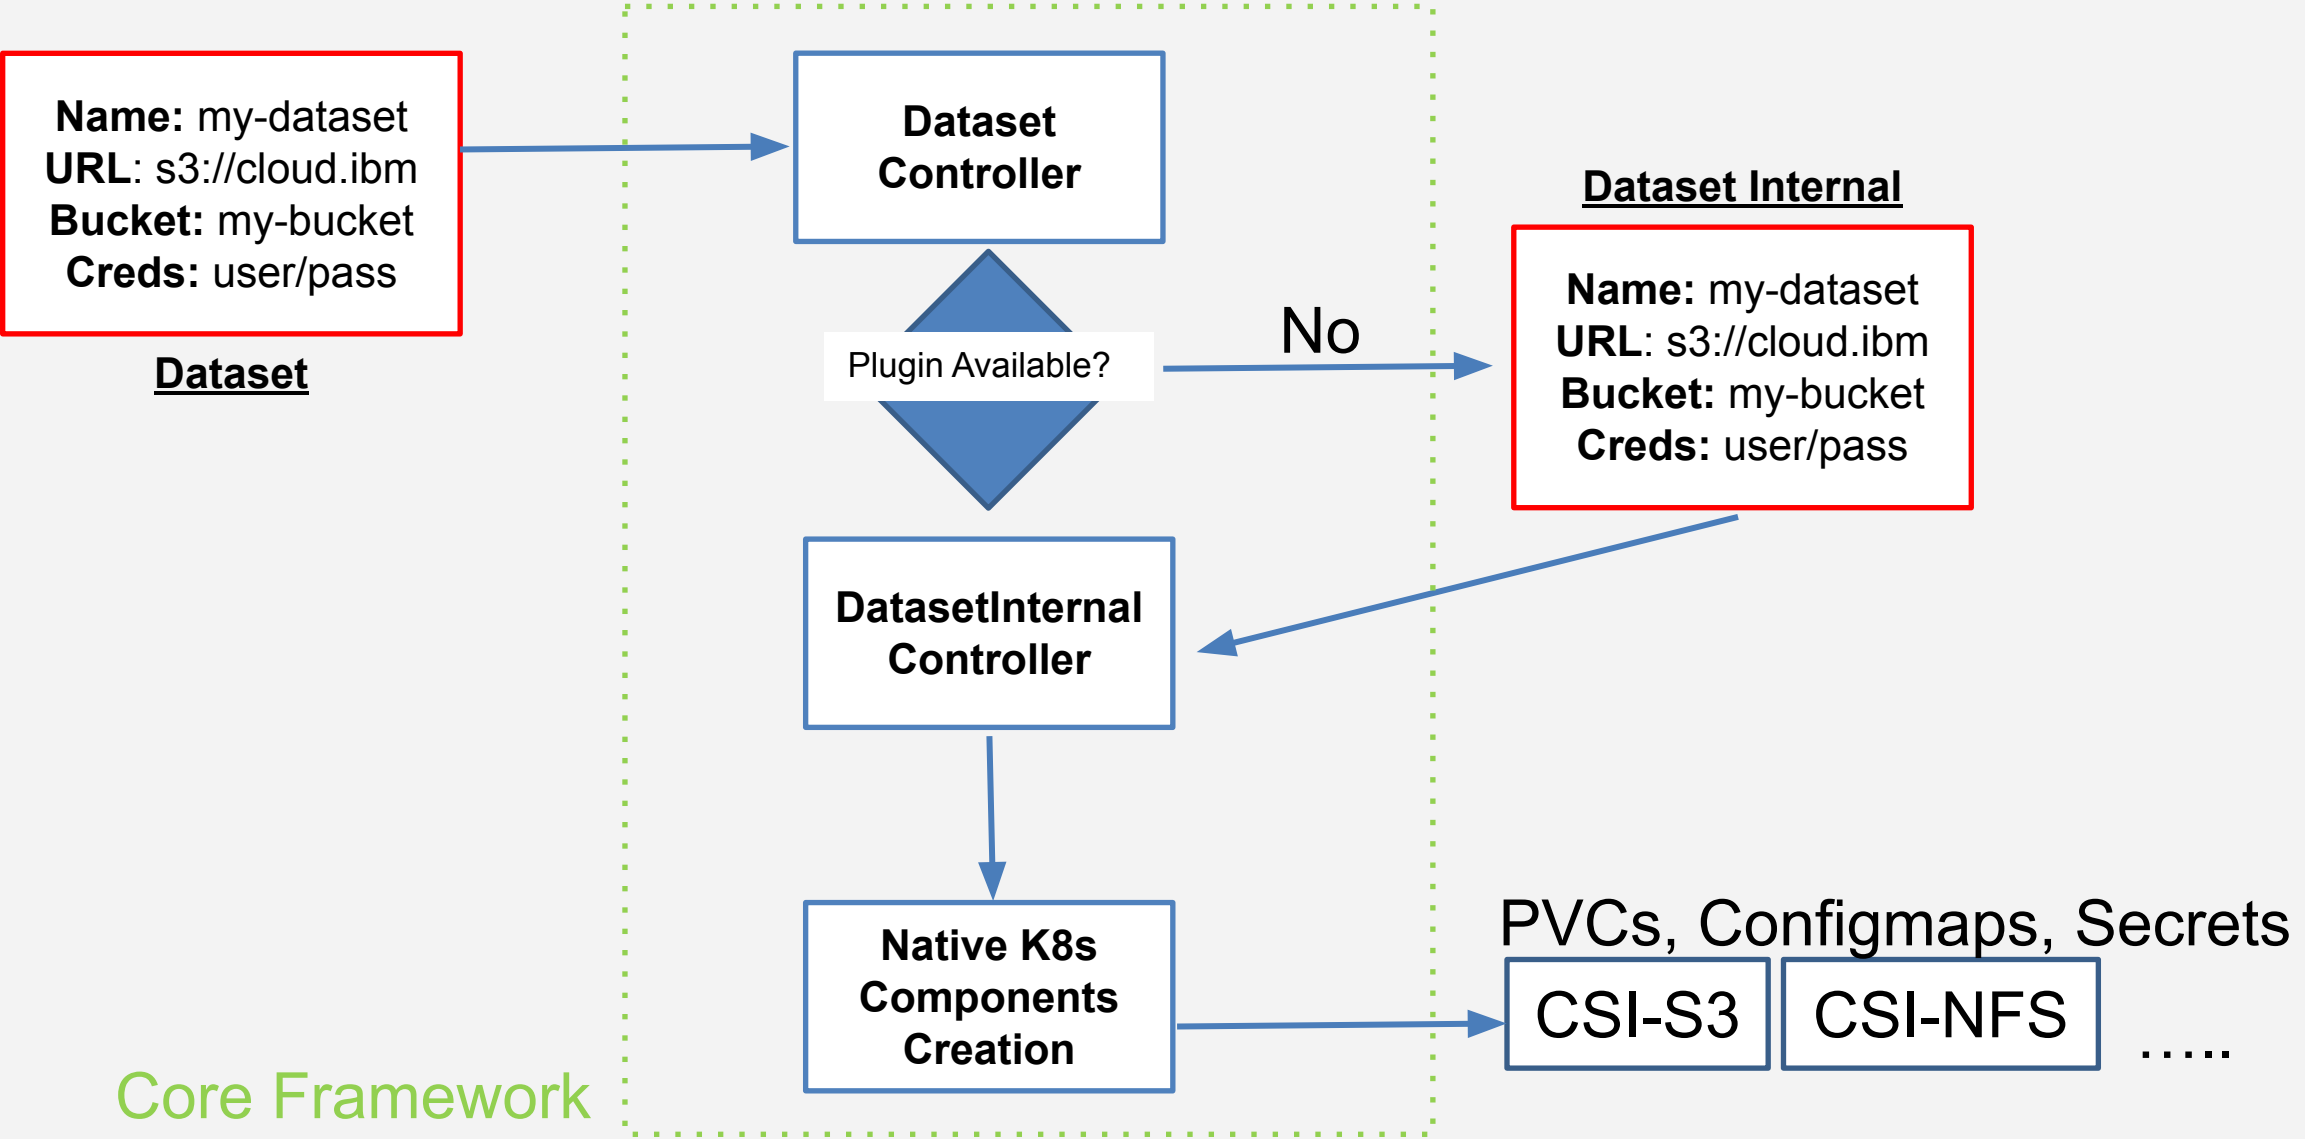 Name: my-dataset
URL: s3://cloud.ibm
Bucket: my-bucket
Creds: user/pass
Dataset
Dataset
Controller
Plugin Available?
No
Dataset Internal
Name: my-dataset
URL: s3://cloud.ibm
Bucket: my-bucket
Creds: user/pass
DatasetInternal
Controller
Native K8s
Components
Creation
PVCs, Configmaps, Secrets
CSI-S3
CSI-NFS
.....
Core Framework